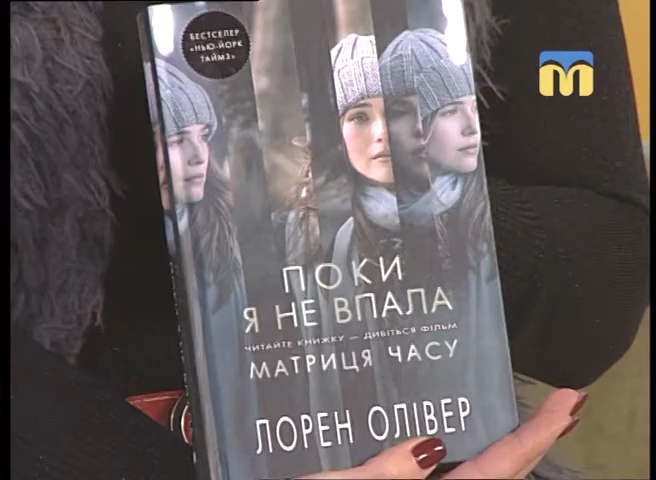 БЕСТСЕЛЕР
«НЬЮ-ЙОРК
ТАЙМЗ»
ПОКИ
Я НЕ ВПАЛА
ЧИТАЙТЕ КНИЖКУ — ДИВІТЬСЯ ФІЛЬМ
МАТРИЦЯ ЧАСУ
ЛОРЕН ОЛІВЕР